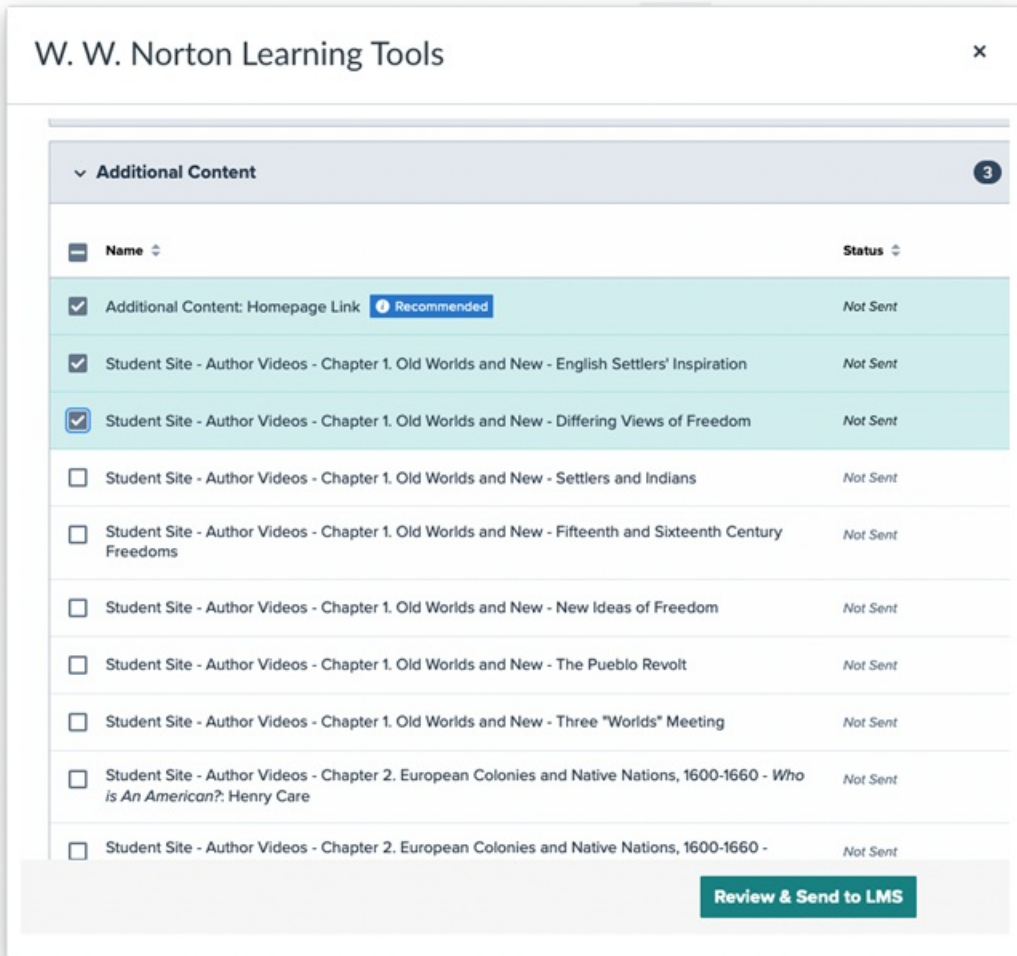 W. W. Norton Learning Tools
Additional Content
3
Name
Status
Additional Content: Homepage Link
Recommended
Not Sent
Student Site - Author Videos - Chapter 1. Old Worlds and New - English Settlers' Inspiration
Not Sent
Student Site - Author Videos - Chapter 1. Old Worlds and New - Differing Views of Freedom
Not Sent
Student Site - Author Videos - Chapter 1. Old Worlds and New - Settlers and Indians
Not Sent
Student Site - Author Videos - Chapter 1. Old Worlds and New - Fifteenth and Sixteenth Century
Freedoms
Not Sent
Student Site - Author Videos - Chapter 1. Old Worlds and New - New Ideas of Freedom
Not Sent
Student Site - Author Videos - Chapter 1. Old Worlds and New - The Pueblo Revolt
Not Sent
Student Site - Author Videos - Chapter 1. Old Worlds and New - Three "Worlds" Meeting
Not Sent
Student Site - Author Videos - Chapter 2. European Colonies and Native Nations, 1600-1660 - Who
is An American?: Henry Care
Not Sent
Student Site - Author Videos - Chapter 2. European Colonies and Native Nations, 1600-1660 -
Not Sent
Review & Send to LMS